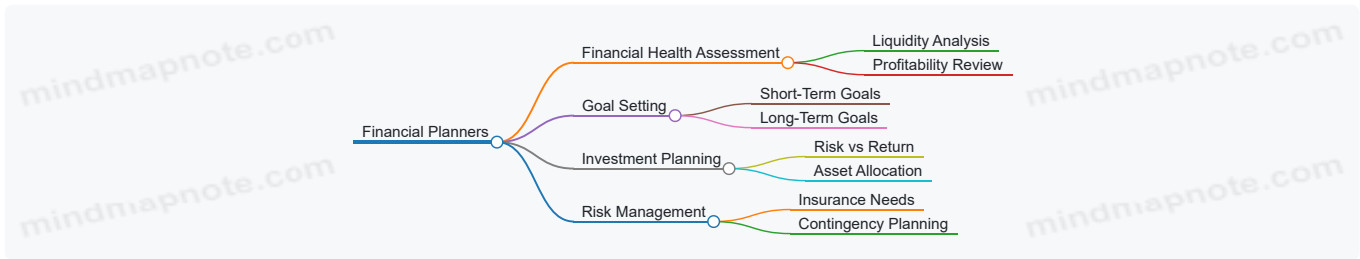 mindmapnote.com
mindmapnote.com
Financial Planners
Financial Health Assessment
Liquidity Analysis
Profitability Review
Goal Setting
Short-Term Goals
Long-Term Goals
Investment Planning
Risk vs Return
Asset Allocation
Risk Management
Insurance Needs
Contingency Planning
mindmapnote.com
mindmapnote.com